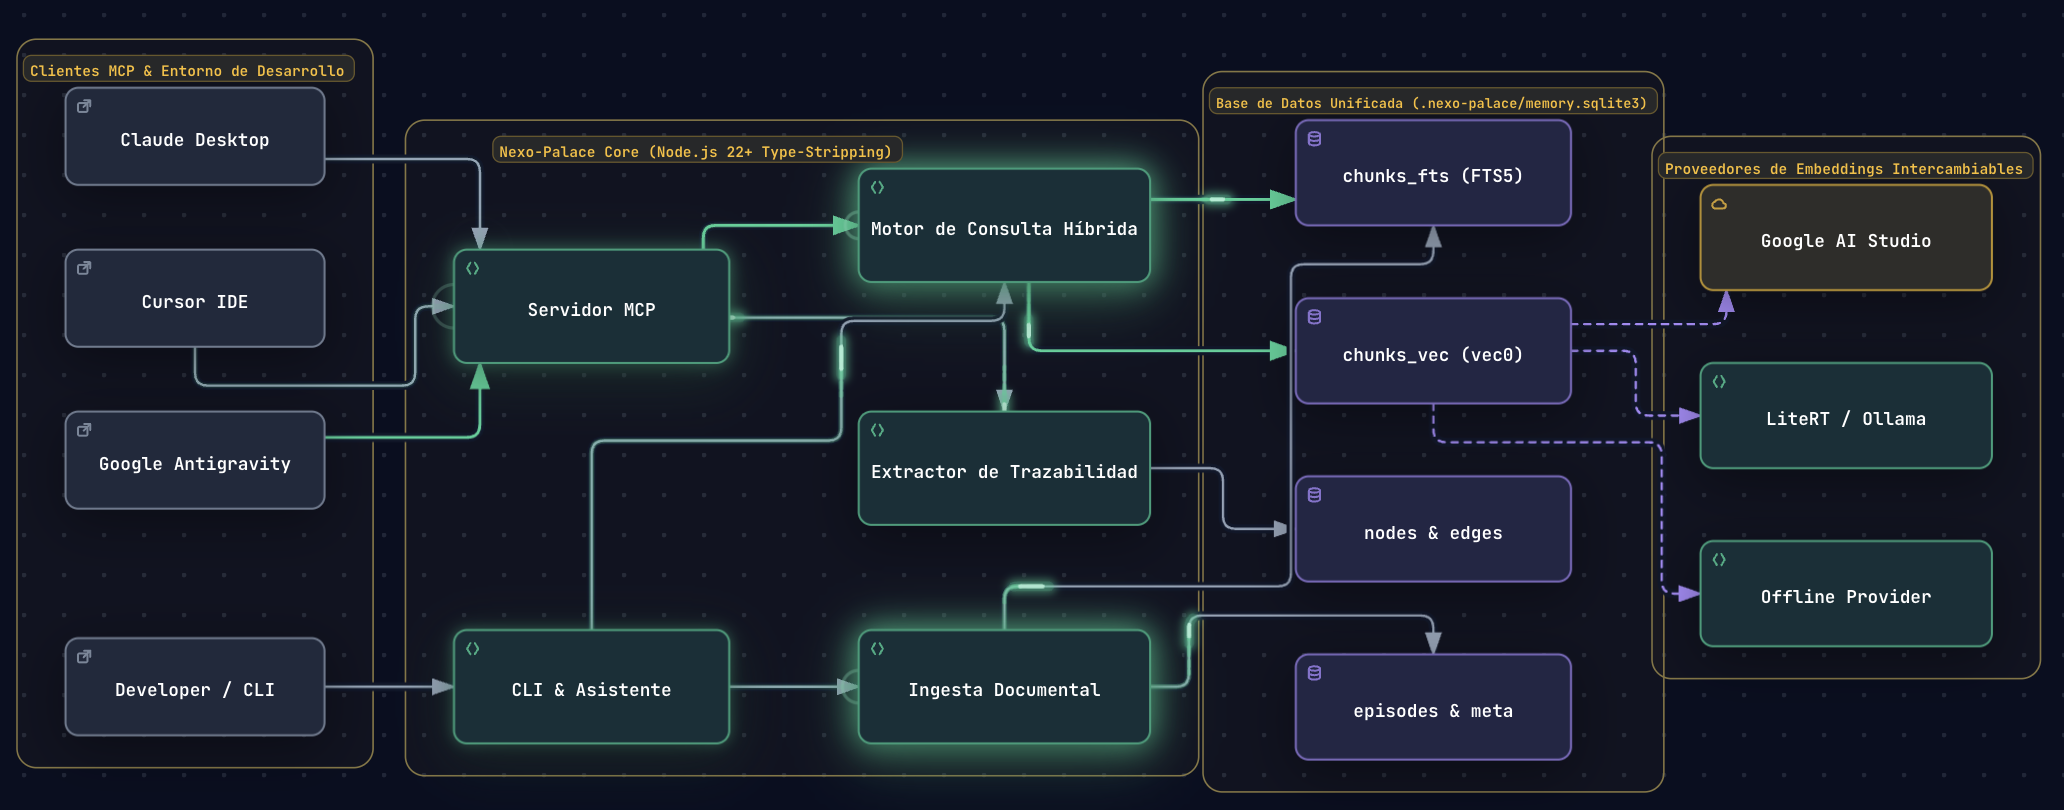 Clientes MCP & Entorno de Desarrollo
Claude Desktop
Cursor IDE
Google Antigravity
Developer / CLI
Nexo-Palace Core (Node.js 22+ Type-Stripping)
Servidor MCP
Motor de Consulta Híbrida
Extractor de Trazabilidad
CLI & Asistente
Ingesta Documental
Base de Datos Unificada (.nexo-palace/memory.sqlite3)
chunks_fts (FTS5)
chunks_vec (vec0)
nodes & edges
episodes & meta
Proveedores de Embeddings Intercambiables
Google AI Studio
LiteRT / Ollama
Offline Provider